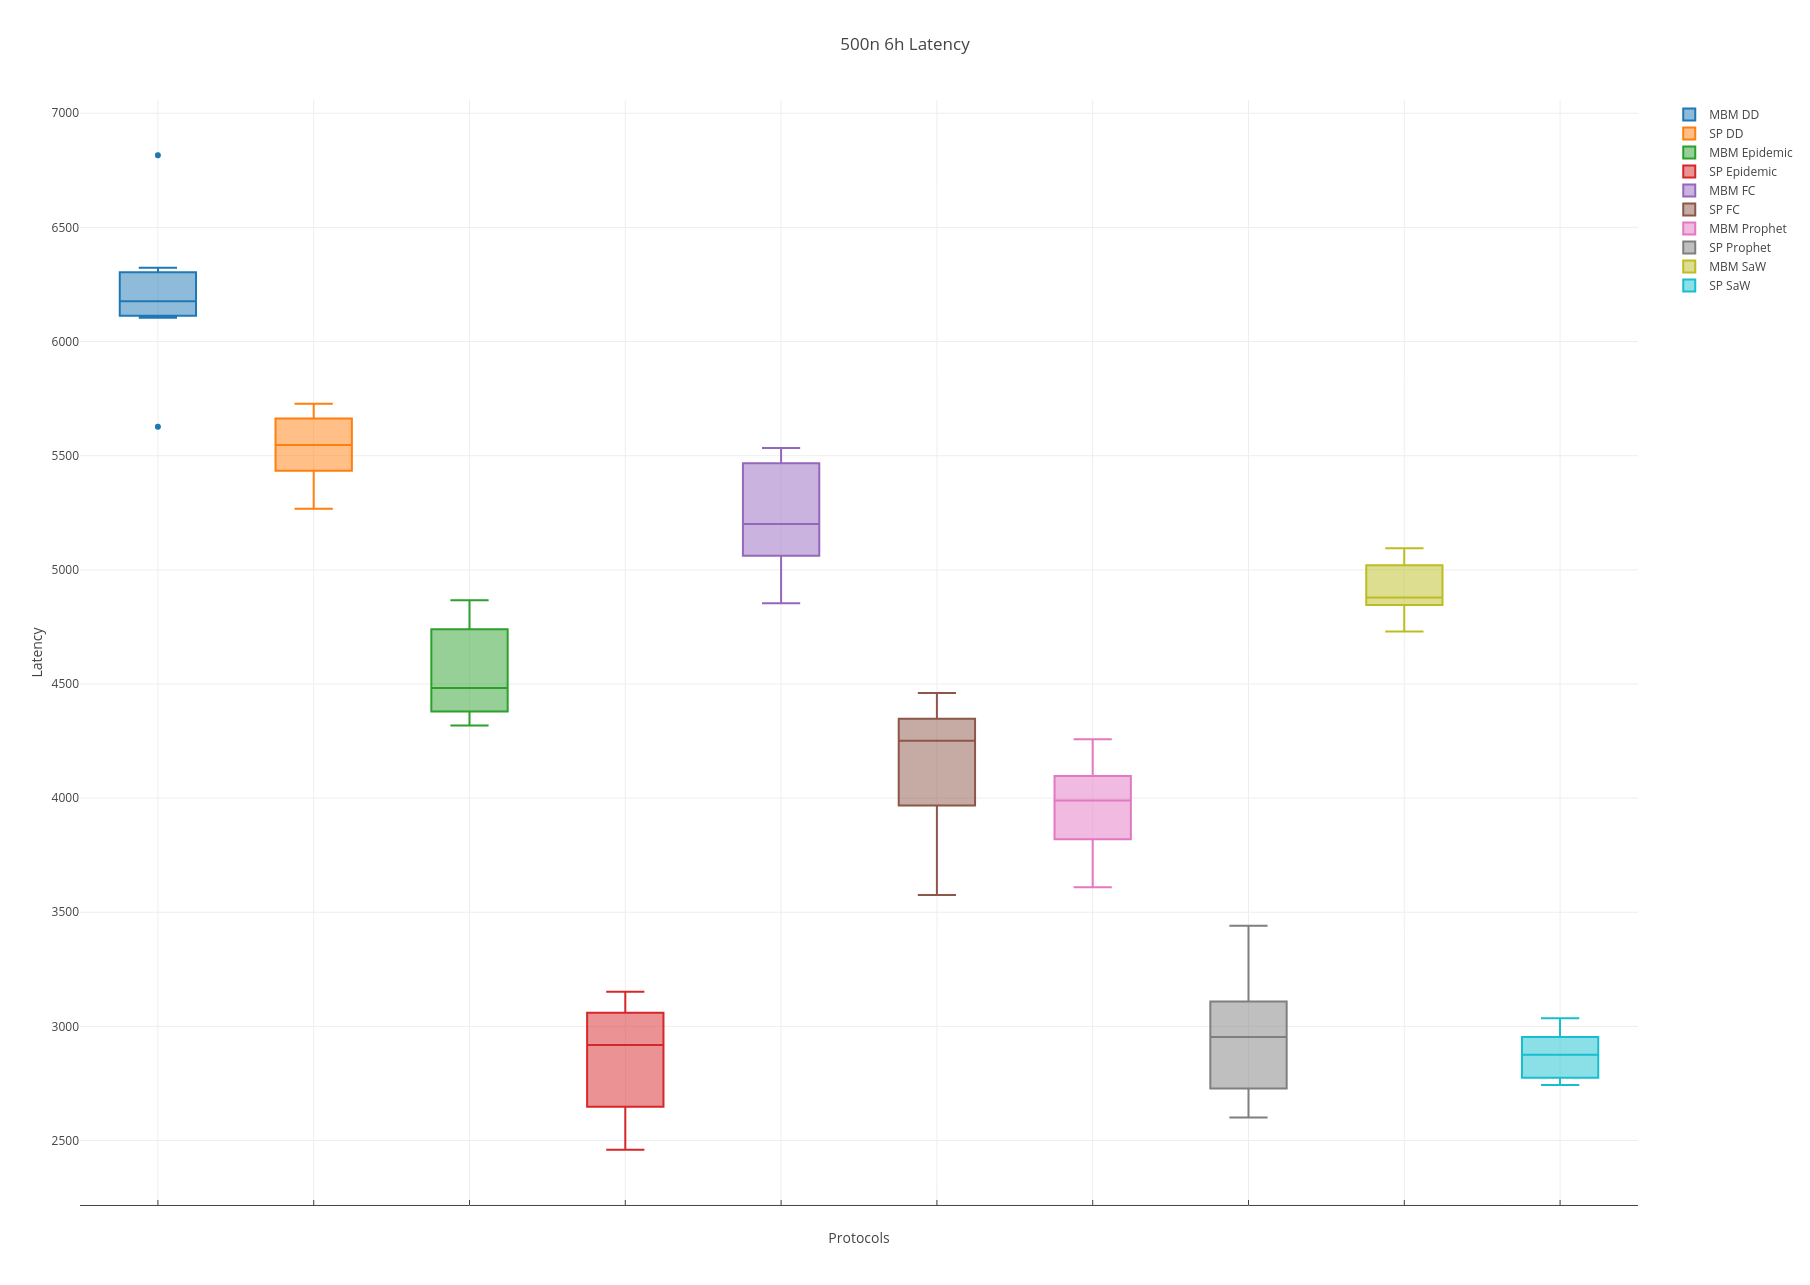 500n 6h Latency
7000
6500
6000
5500
5000
4500
4000
3500
3000
2500
Latency
Protocols
MBM DD
SP DD
MBM Epidemic
SP Epidemic
MBM FC
SP FC
MBM Prophet
SP Prophet
MBM SaW
SP SaW